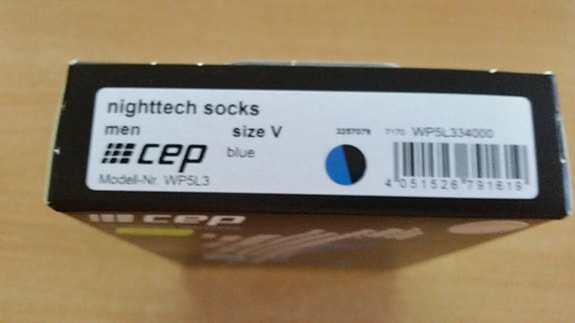 nighttech socks
men size V 3257079 7170 WP5L334000
cep blue
Modell-Nr. WP5L3 4 051526 791619
cep